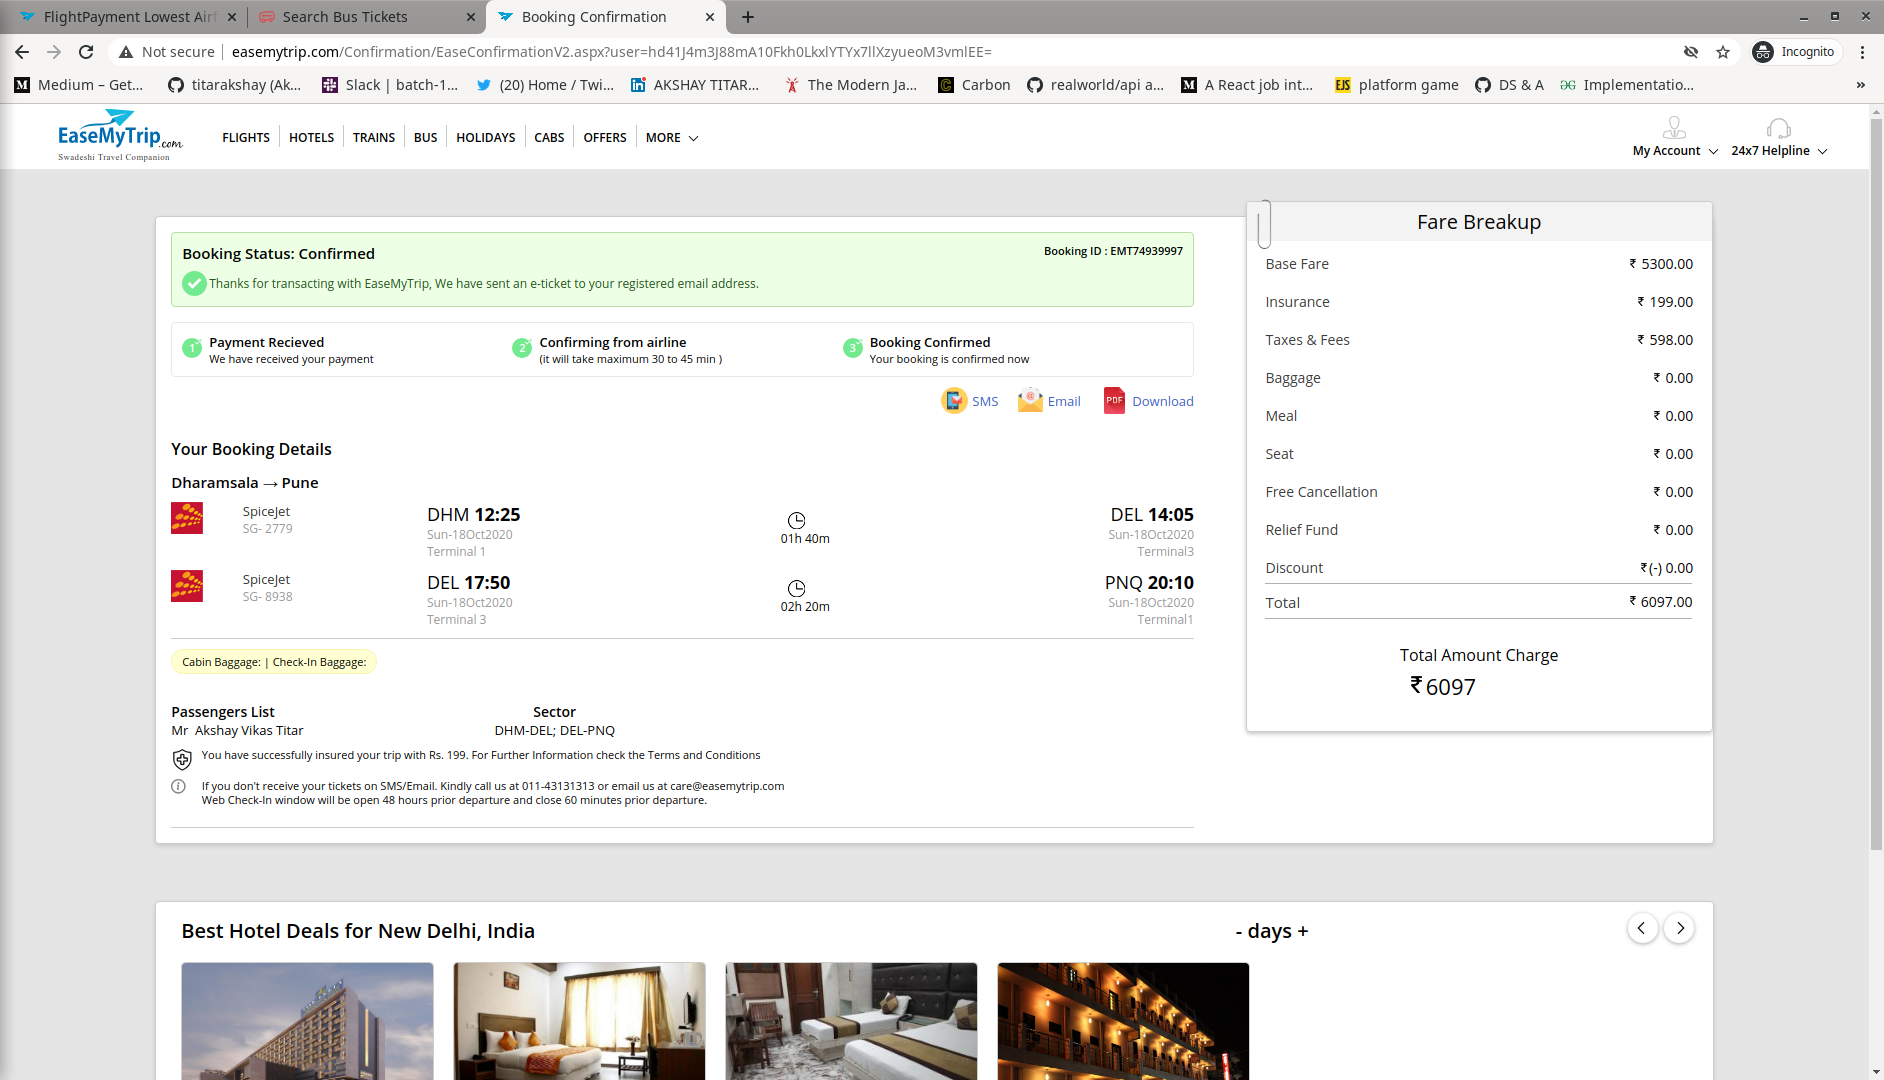 FlightPayment Lowest Airf
Search Bus Tickets
Booking Confirmation
Not secure
easemytrip.com/Confirmation/EaseConfirmationV2.aspx?user=hd41J4m3J88mA10Fkh0LkxlYTYx7llXzyueoM3vmlEE=
Incognito
Medium – Get...
titarakshay (Ak...
Slack | batch-1...
(20) Home / Twi...
AKSHAY TITAR...
The Modern Ja...
Carbon
realworld/api a...
A React job int...
platform game
DS & A
Implementatio...
»
EaseMyTrip.com
Swadeshi Travel Companion
FLIGHTS
HOTELS
TRAINS
BUS
HOLIDAYS
CABS
OFFERS
MORE
My Account
24x7 Helpline
Booking Status: Confirmed
Booking ID : EMT74939997
Thanks for transacting with EaseMyTrip, We have sent an e-ticket to your registered email address.
1 Payment Recieved
We have received your payment
2 Confirming from airline
(it will take maximum 30 to 45 min )
3 Booking Confirmed
Your booking is confirmed now
SMS
Email
PDF Download
Your Booking Details
Dharamsala → Pune
SpiceJet
SG- 2779
DHM 12:25
Sun-18Oct2020
Terminal 1
01h 40m
DEL 14:05
Sun-18Oct2020
Terminal3
SpiceJet
SG- 8938
DEL 17:50
Sun-18Oct2020
Terminal 3
02h 20m
PNQ 20:10
Sun-18Oct2020
Terminal1
Cabin Baggage: | Check-In Baggage:
Passengers List
Sector
Mr Akshay Vikas Titar
DHM-DEL; DEL-PNQ
You have successfully insured your trip with Rs. 199. For Further Information check the Terms and Conditions
If you don't receive your tickets on SMS/Email. Kindly call us at 011-43131313 or email us at care@easemytrip.com
Web Check-In window will be open 48 hours prior departure and close 60 minutes prior departure.
Fare Breakup
Base Fare ₹ 5300.00
Insurance ₹ 199.00
Taxes & Fees ₹ 598.00
Baggage ₹ 0.00
Meal ₹ 0.00
Seat ₹ 0.00
Free Cancellation ₹ 0.00
Relief Fund ₹ 0.00
Discount ₹(-) 0.00
Total ₹ 6097.00
Total Amount Charge
₹6097
Best Hotel Deals for New Delhi, India
- days +